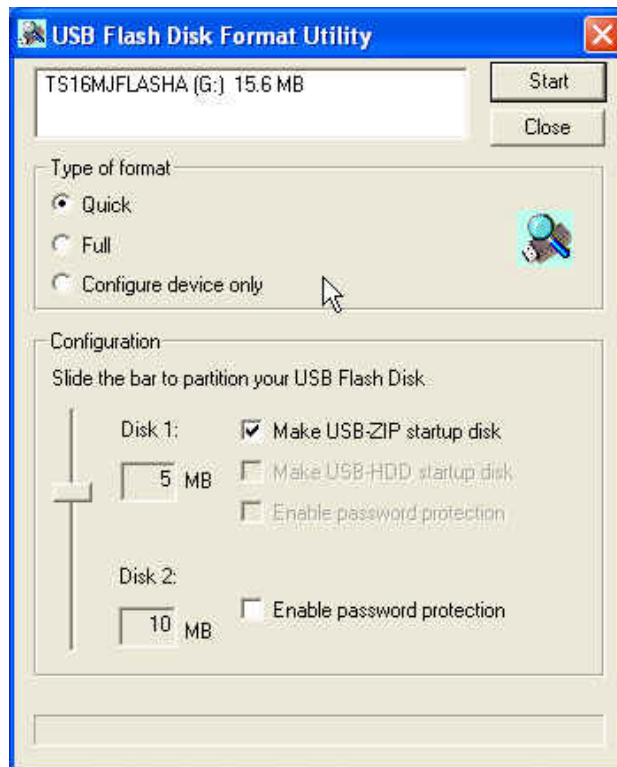 USB Flash Disk Format Utility
TS16MJFLASHA (G:) 15.6 MB
Start
Close
Type of format
Quick
Full
Configure device only
Configuration
Slide the bar to partition your USB Flash Disk
Disk 1:
Make USB-ZIP startup disk
5 MB
Make USB-HDD startup disk
Enable password protection
Disk 2:
10 MB
Enable password protection